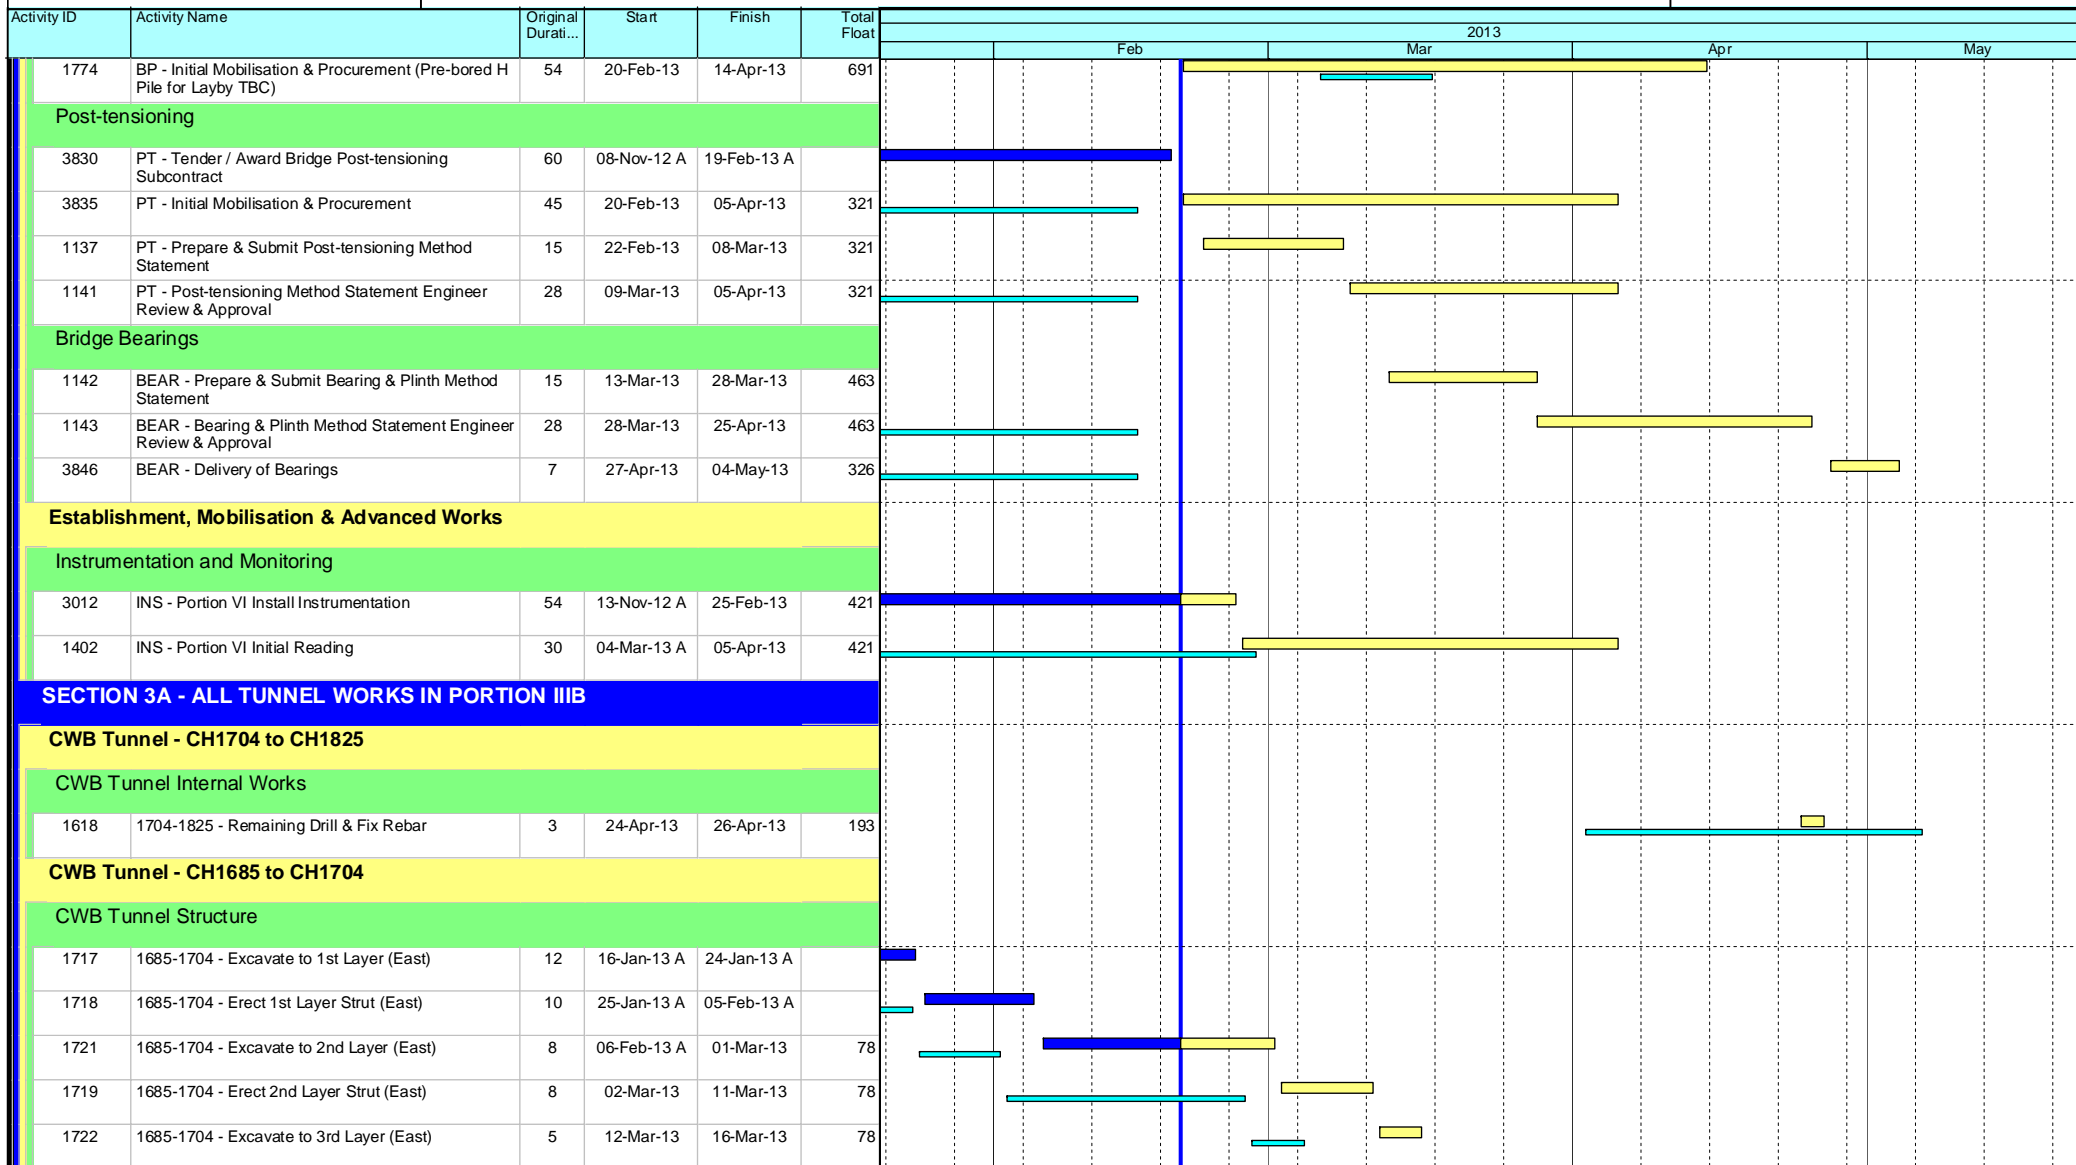 Activity ID Activity Name Original Start Finish Total
Durati... Float
2013
Feb Mar Apr May
1774 BP - Initial Mobilisation & Procurement (Pre-bored H 54 20-Feb-13 14-Apr-13 691
Pile for Layby TBC)
Post-tensioning
3830 PT - Tender / Award Bridge Post-tensioning 60 08-Nov-12 A 19-Feb-13 A
Subcontract
3835 PT - Initial Mobilisation & Procurement 45 20-Feb-13 05-Apr-13 321
1137 PT - Prepare & Submit Post-tensioning Method 15 22-Feb-13 08-Mar-13 321
Statement
1141 PT - Post-tensioning Method Statement Engineer 28 09-Mar-13 05-Apr-13 321
Review & Approval
Bridge Bearings
1142 BEAR - Prepare & Submit Bearing & Plinth Method 15 13-Mar-13 28-Mar-13 463
Statement
1143 BEAR - Bearing & Plinth Method Statement Engineer 28 28-Mar-13 25-Apr-13 463
Review & Approval
3846 BEAR - Delivery of Bearings 7 27-Apr-13 04-May-13 326
Establishment, Mobilisation & Advanced Works
Instrumentation and Monitoring
3012 INS - Portion VI Install Instrumentation 54 13-Nov-12 A 25-Feb-13 421
1402 INS - Portion VI Initial Reading 30 04-Mar-13 A 05-Apr-13 421
SECTION 3A - ALL TUNNEL WORKS IN PORTION IIIB
CWB Tunnel - CH1704 to CH1825
CWB Tunnel Internal Works
1618 1704-1825 - Remaining Drill & Fix Rebar 3 24-Apr-13 26-Apr-13 193
CWB Tunnel - CH1685 to CH1704
CWB Tunnel Structure
1717 1685-1704 - Excavate to 1st Layer (East) 12 16-Jan-13 A 24-Jan-13 A
1718 1685-1704 - Erect 1st Layer Strut (East) 10 25-Jan-13 A 05-Feb-13 A
1721 1685-1704 - Excavate to 2nd Layer (East) 8 06-Feb-13 A 01-Mar-13 78
1719 1685-1704 - Erect 2nd Layer Strut (East) 8 02-Mar-13 11-Mar-13 78
1722 1685-1704 - Excavate to 3rd Layer (East) 5 12-Mar-13 16-Mar-13 78